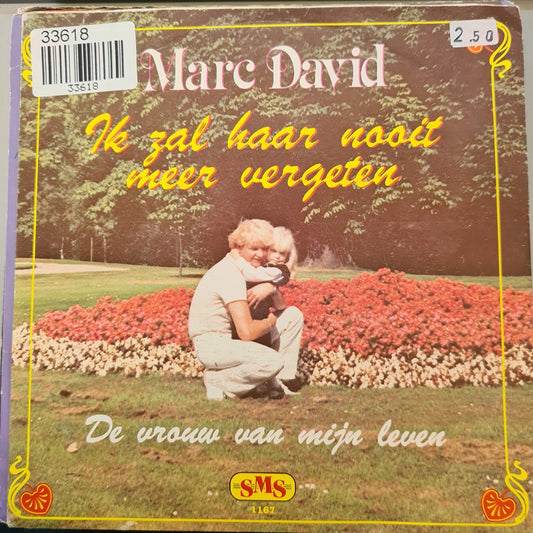 33618
33618
2.50
Marc David
Ik zal haar nooit
meer vergeten
De vrouw van mijn leven
SMS
1167